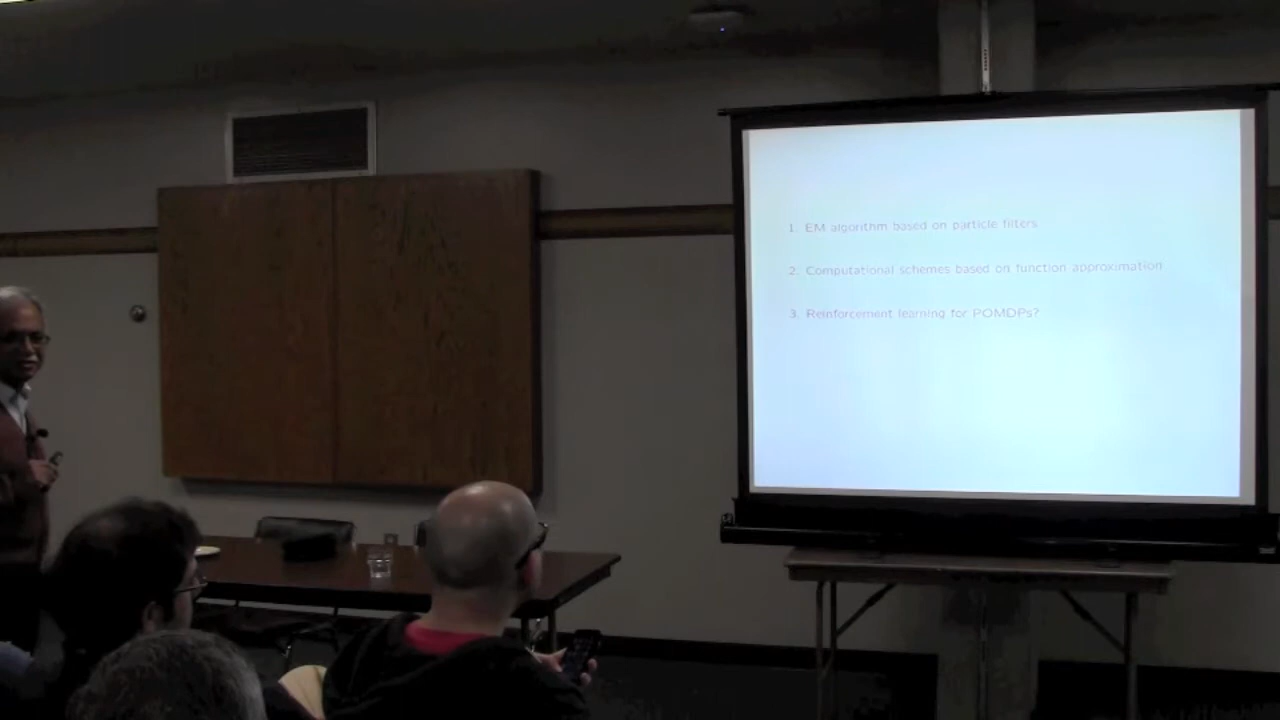 1. EM algorithm based on particle filters
2. Computational schemes based on function approximation
3. Reinforcement learning for POMDPs?